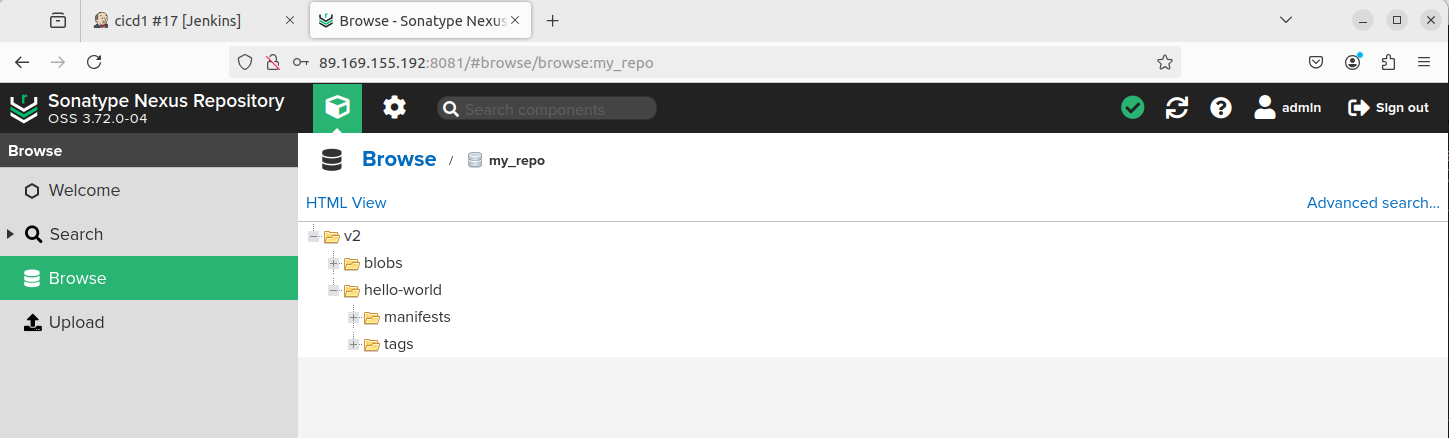 cicd1 #17 [Jenkins]
Browse - Sonatype Nexus
89.169.155.192:8081/#browse/browse:my_repo
Sonatype Nexus Repository
OSS 3.72.0-04
Search components
admin
Sign out
Browse
Welcome
Search
Browse
Upload
Browse / my_repo
HTML View
Advanced search...
v2
blobs
hello-world
manifests
tags